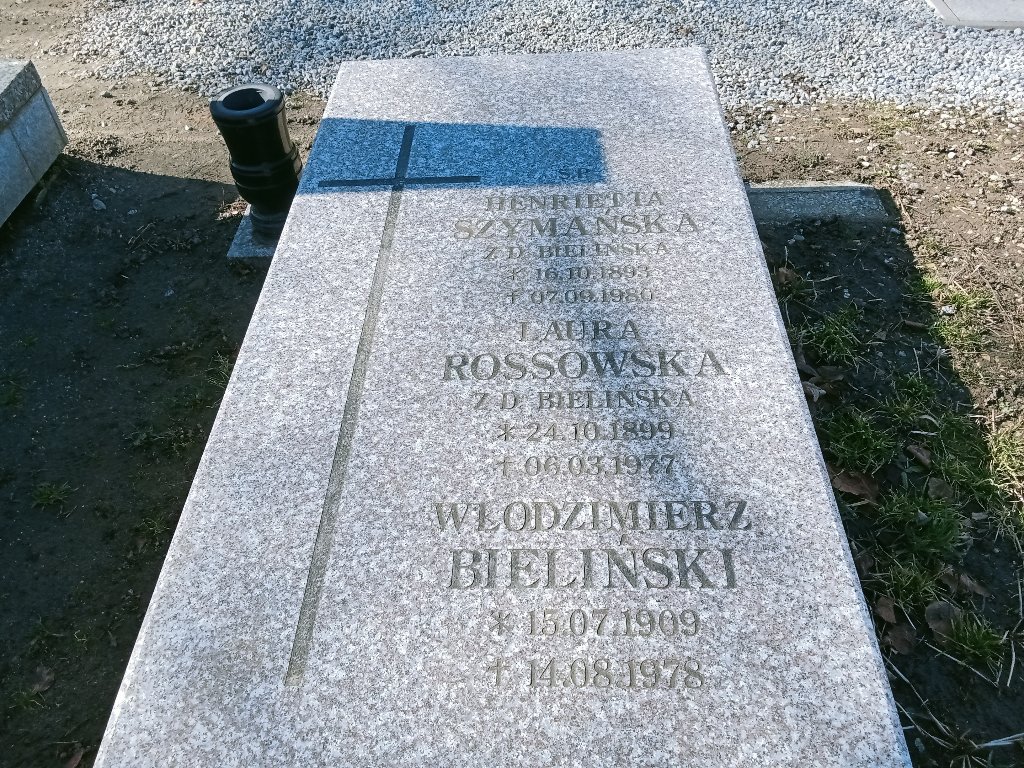 Ś.P.
HENRIETTA
SZYMAŃSKA
Z D. BIELIŃSKA
* 16.10.1893
† 07.09.1980
LAURA
ROSSOWSKA
Z D. BIELIŃSKA
* 24.10.1899
† 06.03.1977
WŁODZIMIERZ
BIELIŃSKI
* 15.07.1909
† 14.08.1978